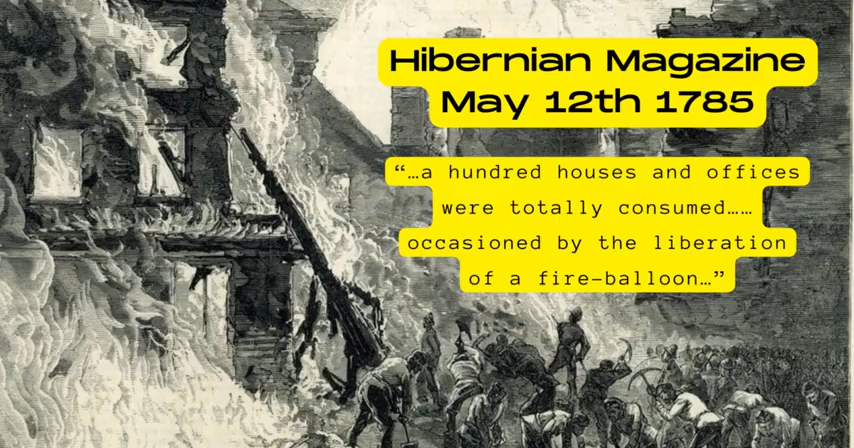 Hibernian Magazine
May 12th 1785
“…a hundred houses and offices
were totally consumed……
occasioned by the liberation
of a fire-balloon…”